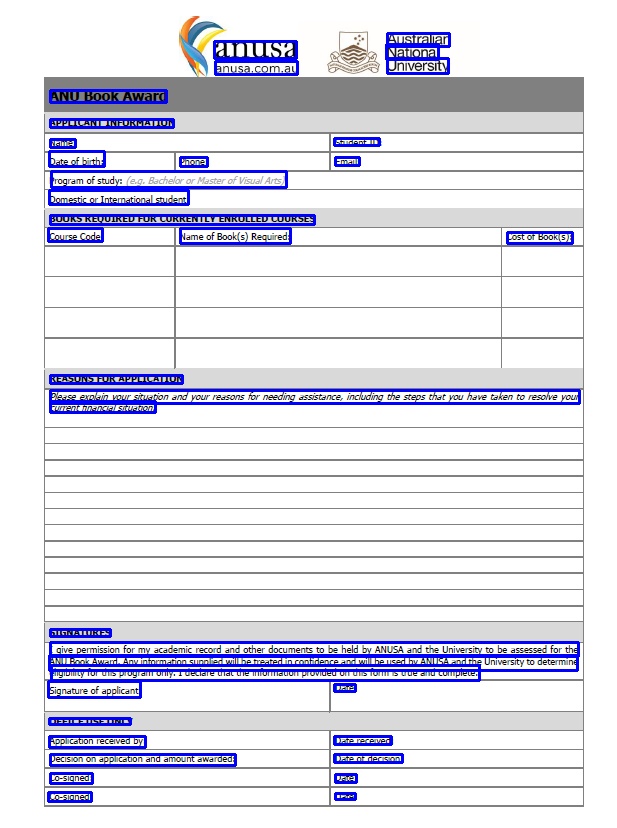 anusa
anusa.com.au
Australian
National
University
ANU Book Award
APPLICANT INFORMATION
Name: Student ID:
Date of birth: Phone: Email:
Program of study: (e.g. Bachelor or Master of Visual Arts)
Domestic or International student:
BOOKS REQUIRED FOR CURRENTLY ENROLLED COURSES
Course Code: Name of Book(s) Required: Cost of Book(s):
REASONS FOR APPLICATION
Please explain your situation and your reasons for needing assistance, including the steps that you have taken to resolve your
current financial situation.
SIGNATURES
I give permission for my academic record and other documents to be held by ANUSA and the University to be assessed for the
ANU Book Award. Any information supplied will be treated in confidence and will be used by ANUSA and the University to determine
eligibility for this program only. I declare that the information provided on this form is true and complete.
Signature of applicant: Date:
OFFICE USE ONLY
Application received by: Date received:
Decision on application and amount awarded: Date of decision:
Co-signed: Date:
Co-signed: Date: